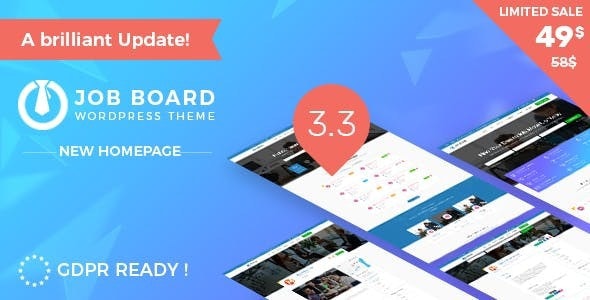 A brilliant Update!
LIMITED SALE
49$
58$
JOB BOARD
WORDPRESS THEME
NEW HOMEPAGE
3.3
GDPR READY !